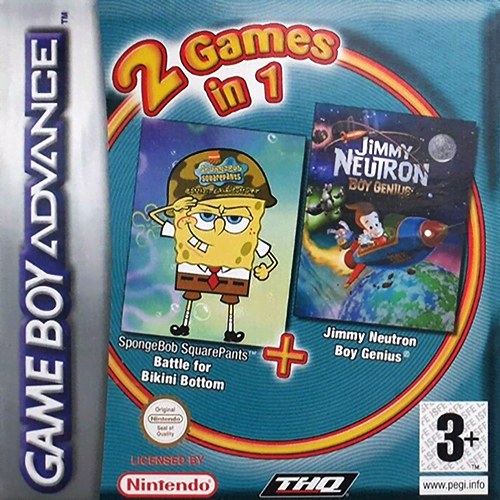 GAME BOY ADVANCE
2 Games
in 1
SPONGEBOB
SQUAREPANTS
JIMMY
NEUTRON
BOY GENIUS
SpongeBob SquarePants™
Battle for
Bikini Bottom
+
Jimmy Neutron
Boy Genius®
Original
Nintendo
Seal of
Quality
LICENSED BY
Nintendo
THQ
3+
™
www.pegi.info